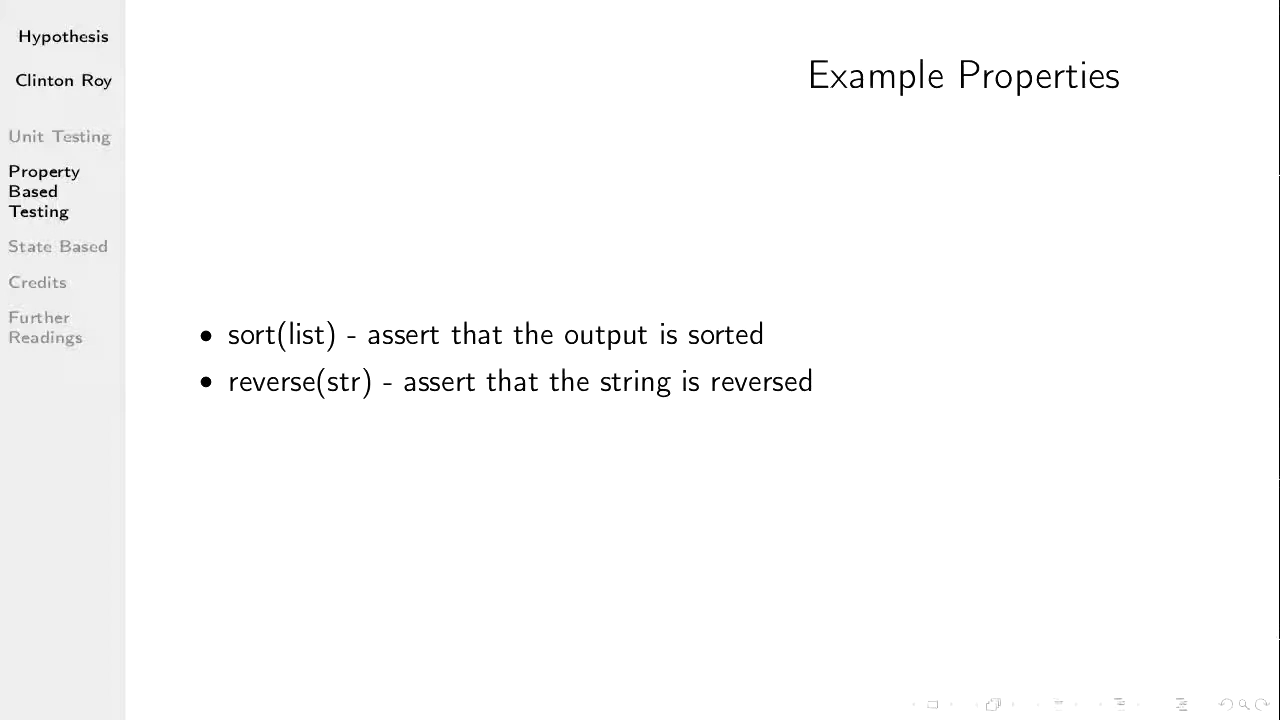 Hypothesis
Clinton Roy
Unit Testing
Property
Based
Testing
State Based
Credits
Further
Readings
Example Properties
• sort(list) - assert that the output is sorted
• reverse(str) - assert that the string is reversed